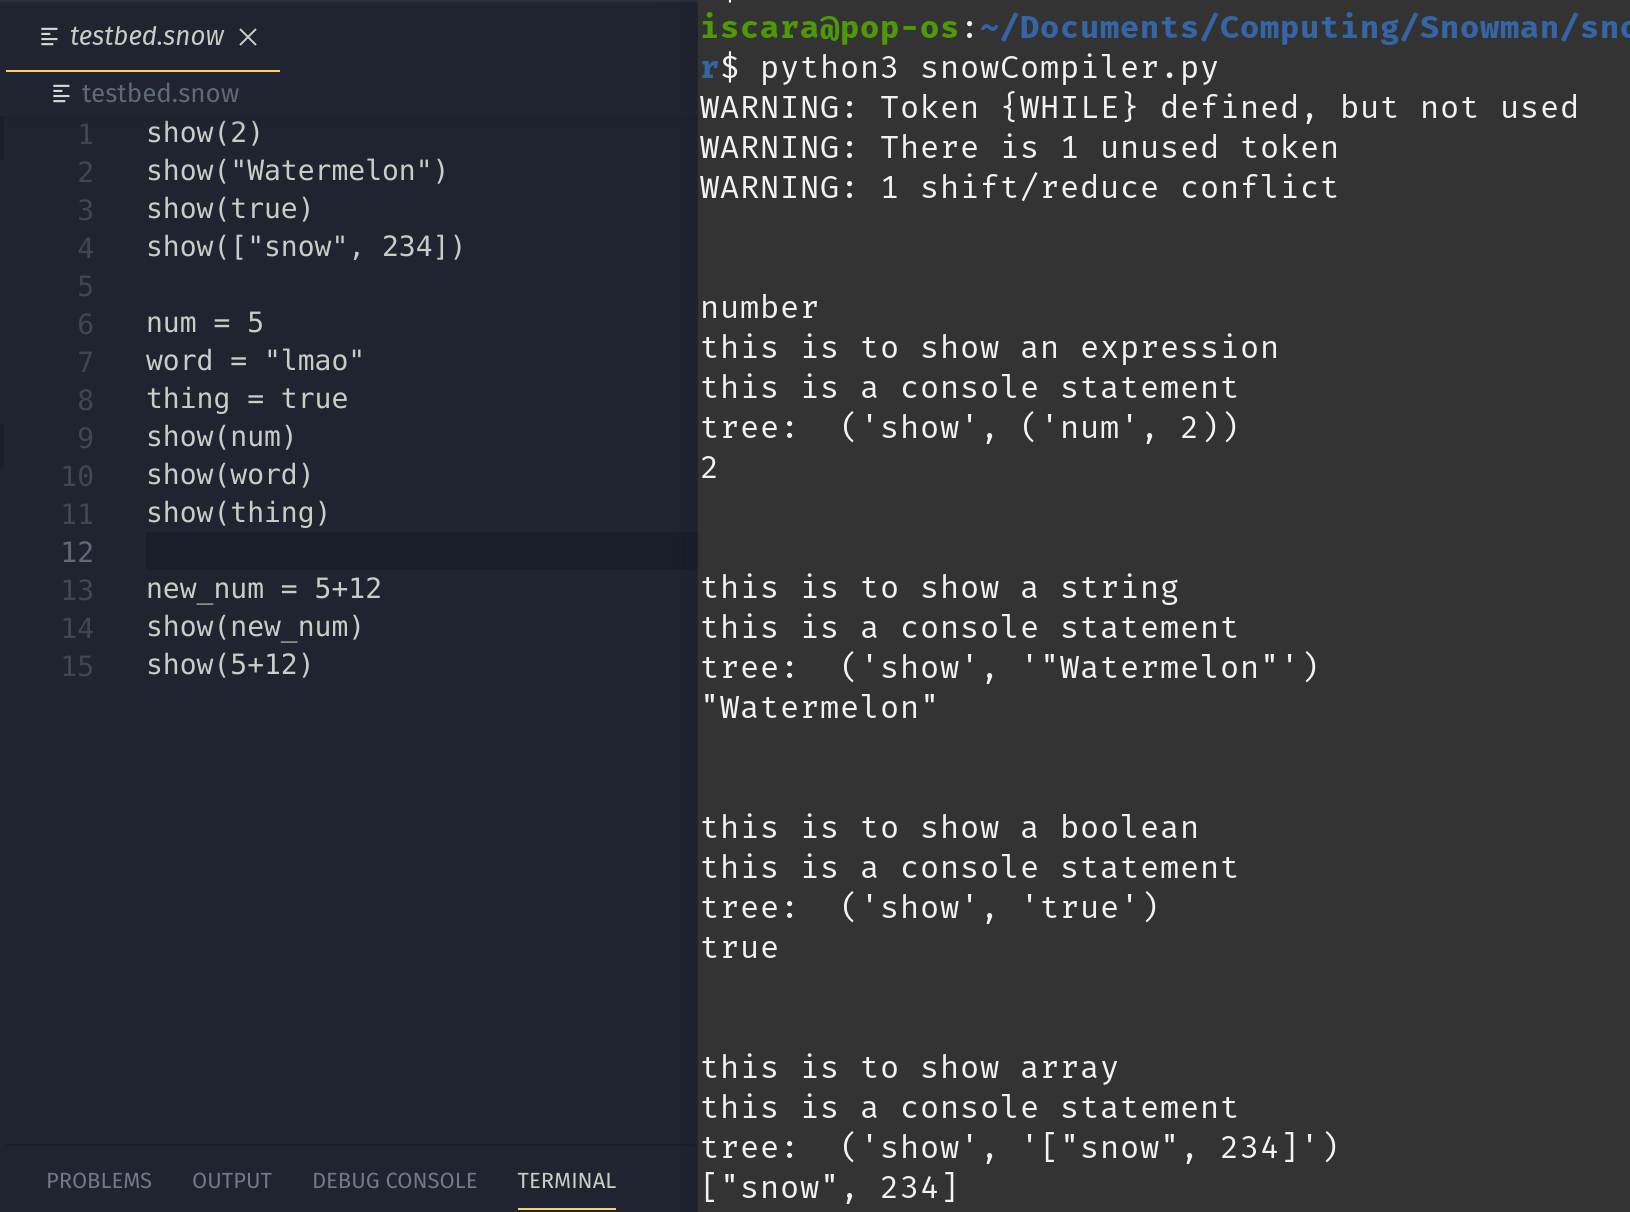 testbed.snow
testbed.snow
1 show(2)
2 show("Watermelon")
3 show(true)
4 show(["snow", 234])
5
6 num = 5
7 word = "lmao"
8 thing = true
9 show(num)
10 show(word)
11 show(thing)
12
13 new_num = 5+12
14 show(new_num)
15 show(5+12)
PROBLEMS OUTPUT DEBUG CONSOLE TERMINAL
iscara@pop-os:~/Documents/Computing/Snowman/sno
r$ python3 snowCompiler.py
WARNING: Token {WHILE} defined, but not used
WARNING: There is 1 unused token
WARNING: 1 shift/reduce conflict
number
this is to show an expression
this is a console statement
tree:  ('show', ('num', 2))
2
this is to show a string
this is a console statement
tree:  ('show', '"Watermelon"')
"Watermelon"
this is to show a boolean
this is a console statement
tree:  ('show', 'true')
true
this is to show array
this is a console statement
tree:  ('show', '["snow", 234]')
["snow", 234]